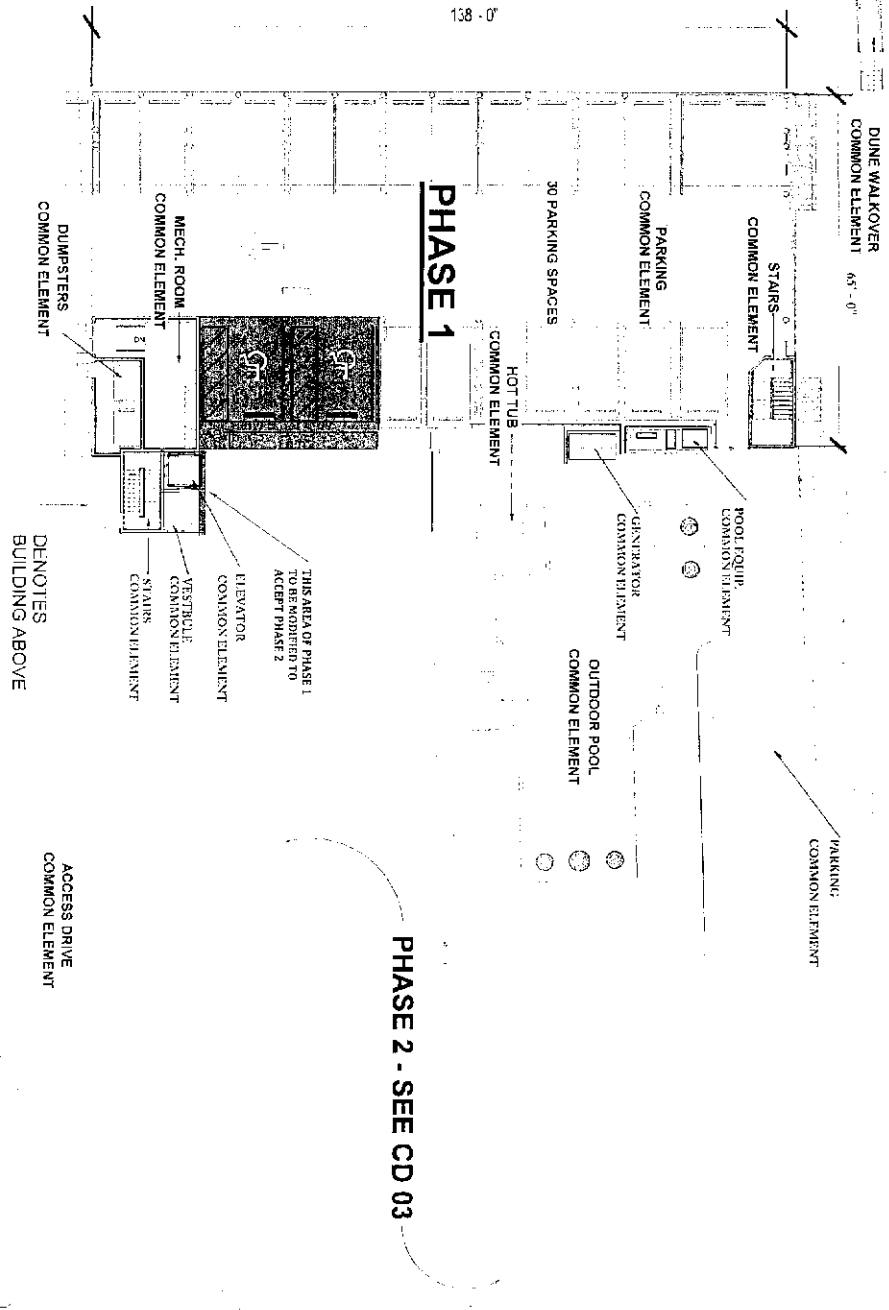 138 - 0"
DUNE WALKOVER
COMMON ELEMENT
65' - 0"
STAIRS
COMMON ELEMENT
PARKING
COMMON ELEMENT
30 PARKING SPACES
PHASE 1
MECH. ROOM
COMMON ELEMENT
DUMPSTERS
COMMON ELEMENT
HOT TUB
COMMON ELEMENT
POOL EQUIP.
COMMON ELEMENT
GENERATOR
COMMON ELEMENT
THIS AREA OF PHASE 1
TO BE MODIFIED TO
ACCEPT PHASE 2
ELEVATOR
COMMON ELEMENT
VESTBULE
COMMON ELEMENT
STAIRS
COMMON ELEMENT
DENOTES
BUILDING ABOVE
OUTDOOR POOL
COMMON ELEMENT
PARKING
COMMON ELEMENT
PHASE 2 - SEE CD 03
ACCESS DRIVE
COMMON ELEMENT